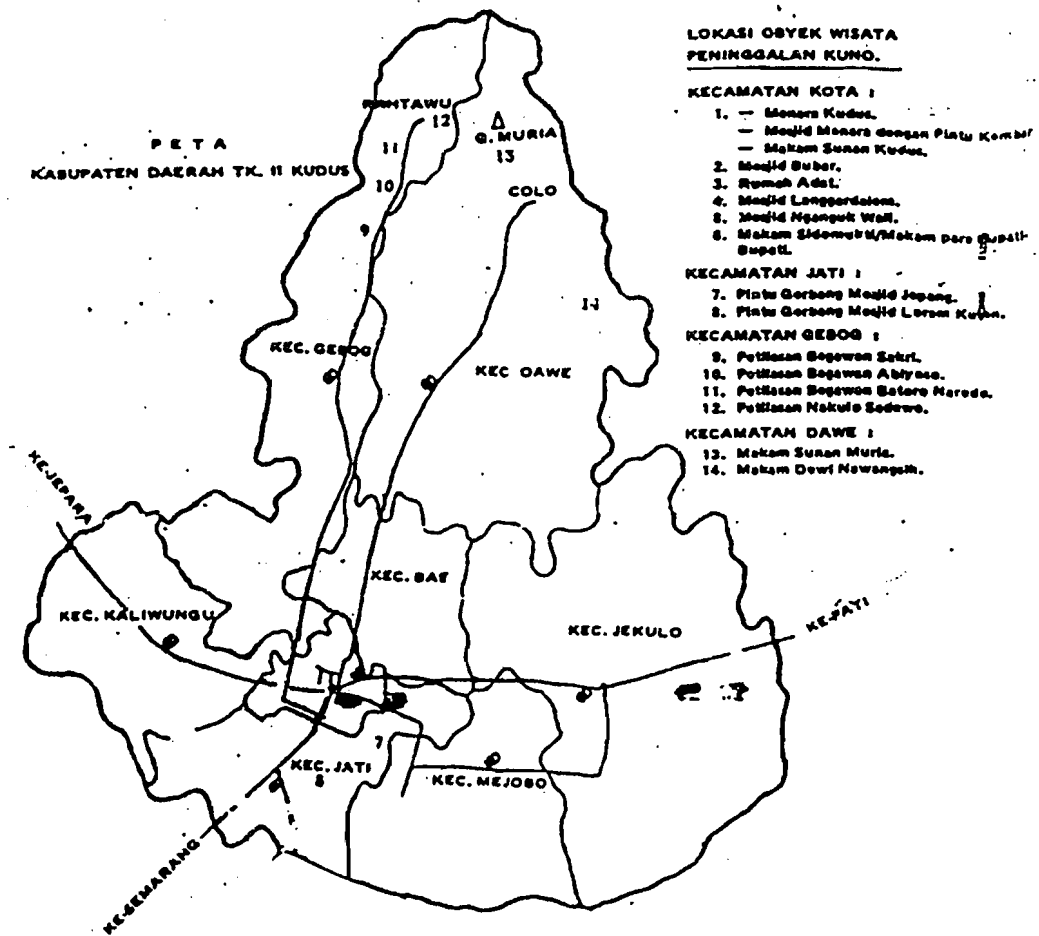 LOKASI OBYEK WISATA
PENINGGALAN KUNO.
KECAMATAN KOTA :
1. — Menara Kudus.
— Mesjid Menara dengan Pintu Kembar
— Makam Sunan Kudus.
2. Mesjid Bubar.
3. Rumah Adat.
4. Mesjid Langgardalem.
5. Mesjid Nganguk Wali.
6. Makam Sidomukti/Makam para Bupati-
Bupati.
KECAMATAN JATI :
7. Pintu Gerbang Mesjid Jepang.
8. Pintu Gerbang Mesjid Loram Kulon.
KECAMATAN GEBOG :
9. Petilasan Begawan Sakri.
10. Petilasan Begawan Abiyoso.
11. Petilasan Begawan Betoro Narodo.
12. Petilasan Nakulo Sadewo.
KECAMATAN DAWE :
13. Makam Sunan Muria.
14. Makam Dewi Nawangsih.
PETA
KABUPATEN DAERAH TK. II KUDUS
RAHTAWU
12
G. MURIA
13
11
10
COLO
9
14
KEC. GEBOG
KEC DAWE
KE-JEPARA
KEC. BAE
KEC. KALIWUNGU
KEC. JEKULO
KE-PATI
7
KEC. JATI
8
KEC. MEJOBO
KE-SEMARANG